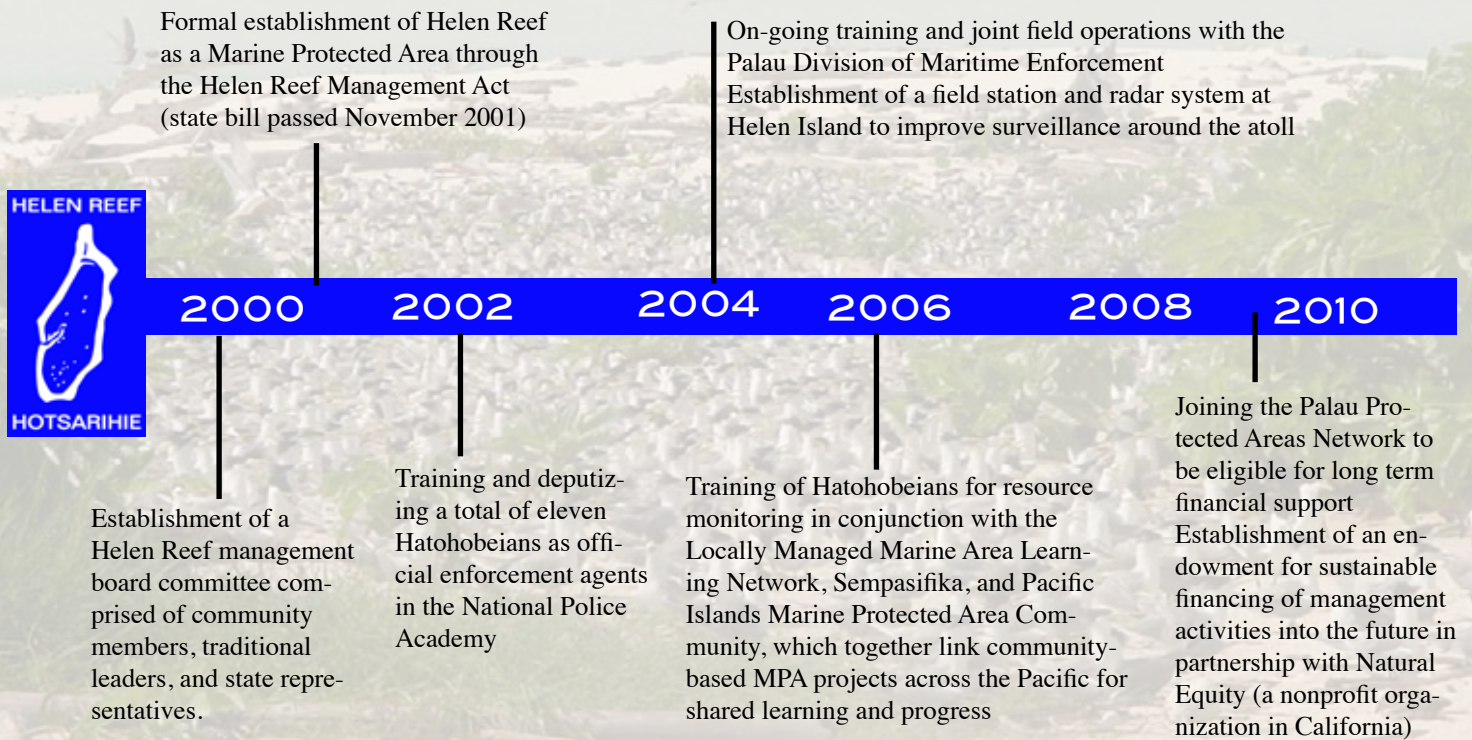 Formal establishment of Helen Reef
as a Marine Protected Area through
the Helen Reef Management Act
(state bill passed November 2001)
On-going training and joint field operations with the
Palau Division of Maritime Enforcement
Establishment of a field station and radar system at
Helen Island to improve surveillance around the atoll
HELEN REEF
HOTSARIHIE
2000
2002
2004
2006
2008
2010
Establishment of a
Helen Reef management
board committee com-
prised of community
members, traditional
leaders, and state repre-
sentatives.
Training and deputiz-
ing a total of eleven
Hatohobeians as offi-
cial enforcement agents
in the National Police
Academy
Training of Hatohobeians for resource
monitoring in conjunction with the
Locally Managed Marine Area Learn-
ing Network, Sempasifika, and Pacific
Islands Marine Protected Area Com-
munity, which together link community-
based MPA projects across the Pacific for
shared learning and progress
Joining the Palau Pro-
tected Areas Network to
be eligible for long term
financial support
Establishment of an en-
dowment for sustainable
financing of management
activities into the future in
partnership with Natural
Equity (a nonprofit orga-
nization in California)